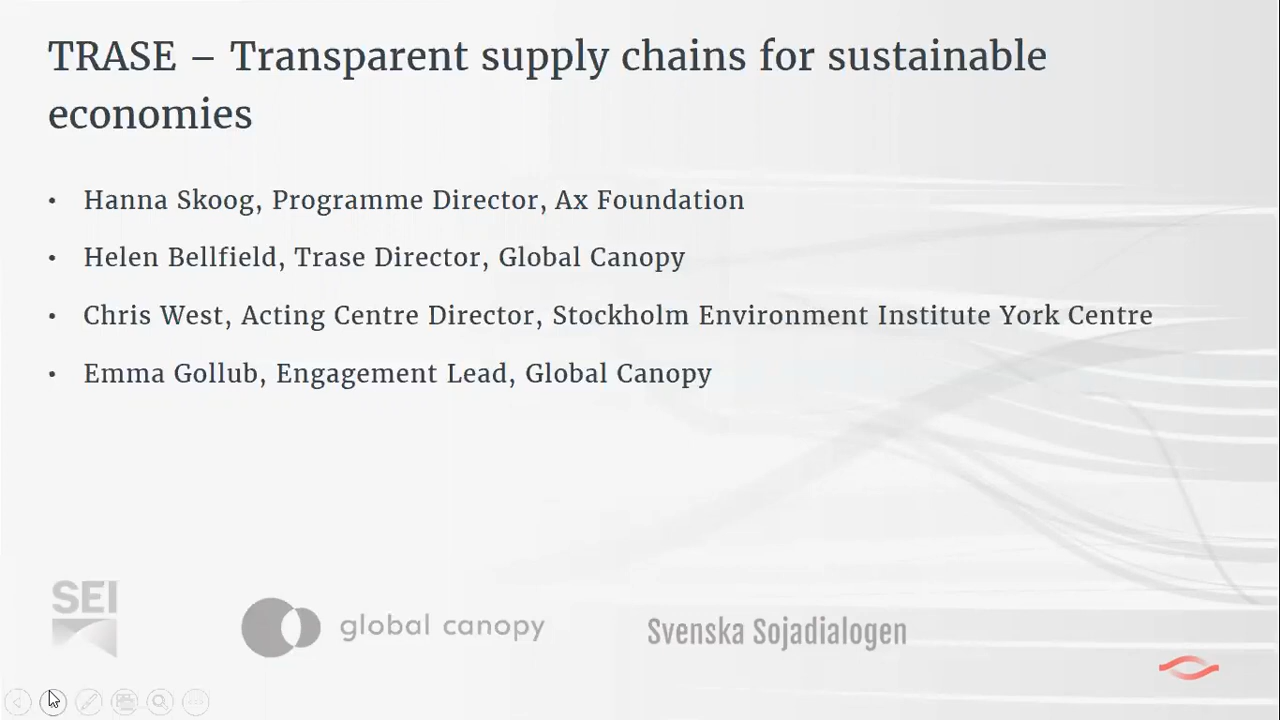 TRASE – Transparent supply chains for sustainable
economies
• Hanna Skoog, Programme Director, Ax Foundation
• Helen Bellfield, Trase Director, Global Canopy
• Chris West, Acting Centre Director, Stockholm Environment Institute York Centre
• Emma Gollub, Engagement Lead, Global Canopy
SEI
global canopy
Svenska Sojadialogen